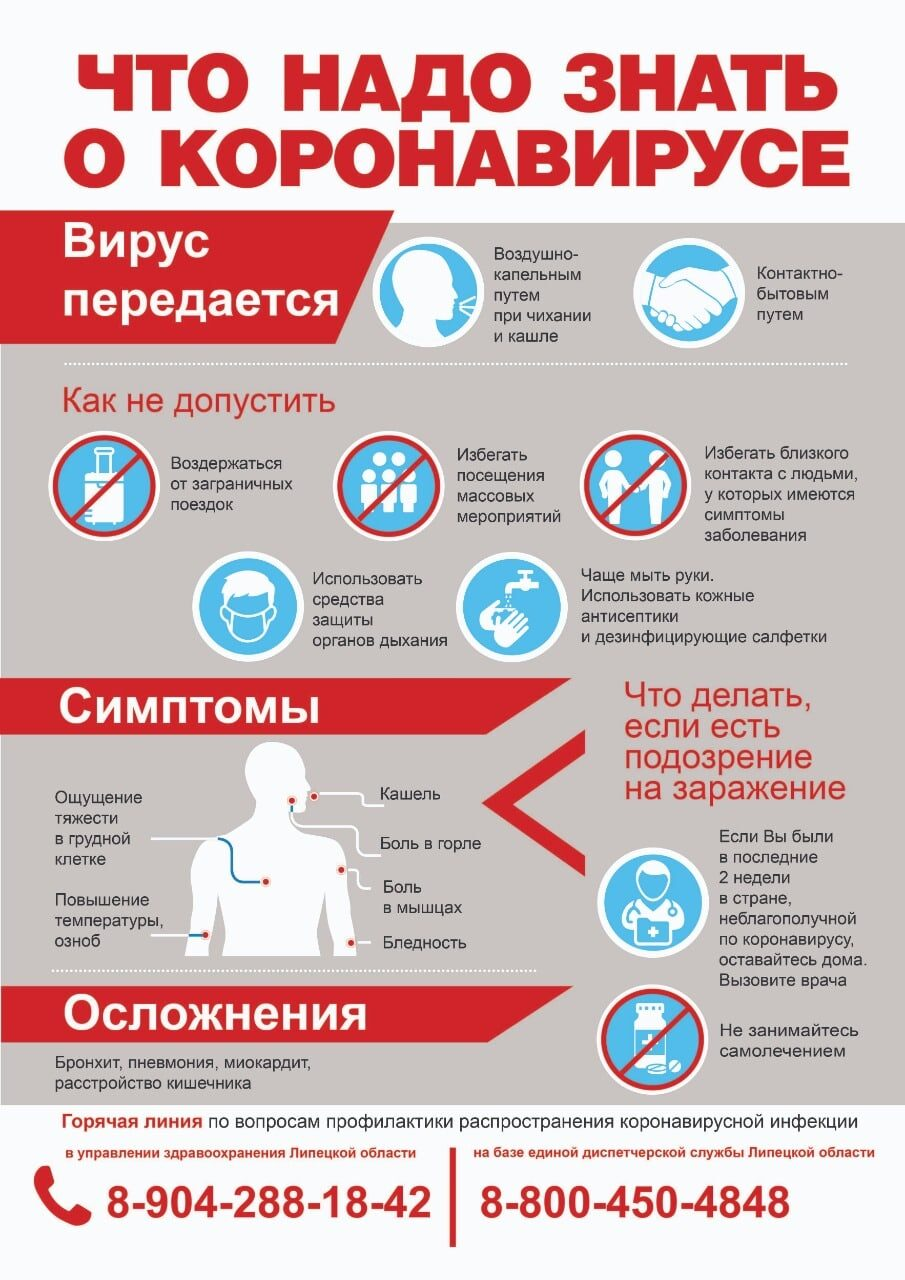 ЧТО НАДО ЗНАТЬ
О КОРОНАВИРУСЕ
Вирус
передается
Воздушно-
капельным
путем
при чихании
и кашле
Контактно-
бытовым
путем
Как не допустить
Воздержаться
от заграничных
поездок
Избегать
посещения
массовых
мероприятий
Избегать близкого
контакта с людьми,
у которых имеются
симптомы
заболевания
Использовать
средства
защиты
органов дыхания
Чаще мыть руки.
Использовать кожные
антисептики
и дезинфицирующие салфетки
Симптомы
Ощущение
тяжести
в грудной
клетке
Повышение
температуры,
озноб
Кашель
Боль в горле
Боль
в мышцах
Бледность
Что делать,
если есть
подозрение
на заражение
Если Вы были
в последние
2 недели
в стране,
неблагополучной
по коронавирусу,
оставайтесь дома.
Вызовите врача
Не занимайтесь
самолечением
Осложнения
Бронхит, пневмония, миокардит,
расстройство кишечника
Горячая линия по вопросам профилактики распространения коронавирусной инфекции
в управлении здравоохранения Липецкой области
8-904-288-18-42
на базе единой диспетчерской службы Липецкой области
8-800-450-4848